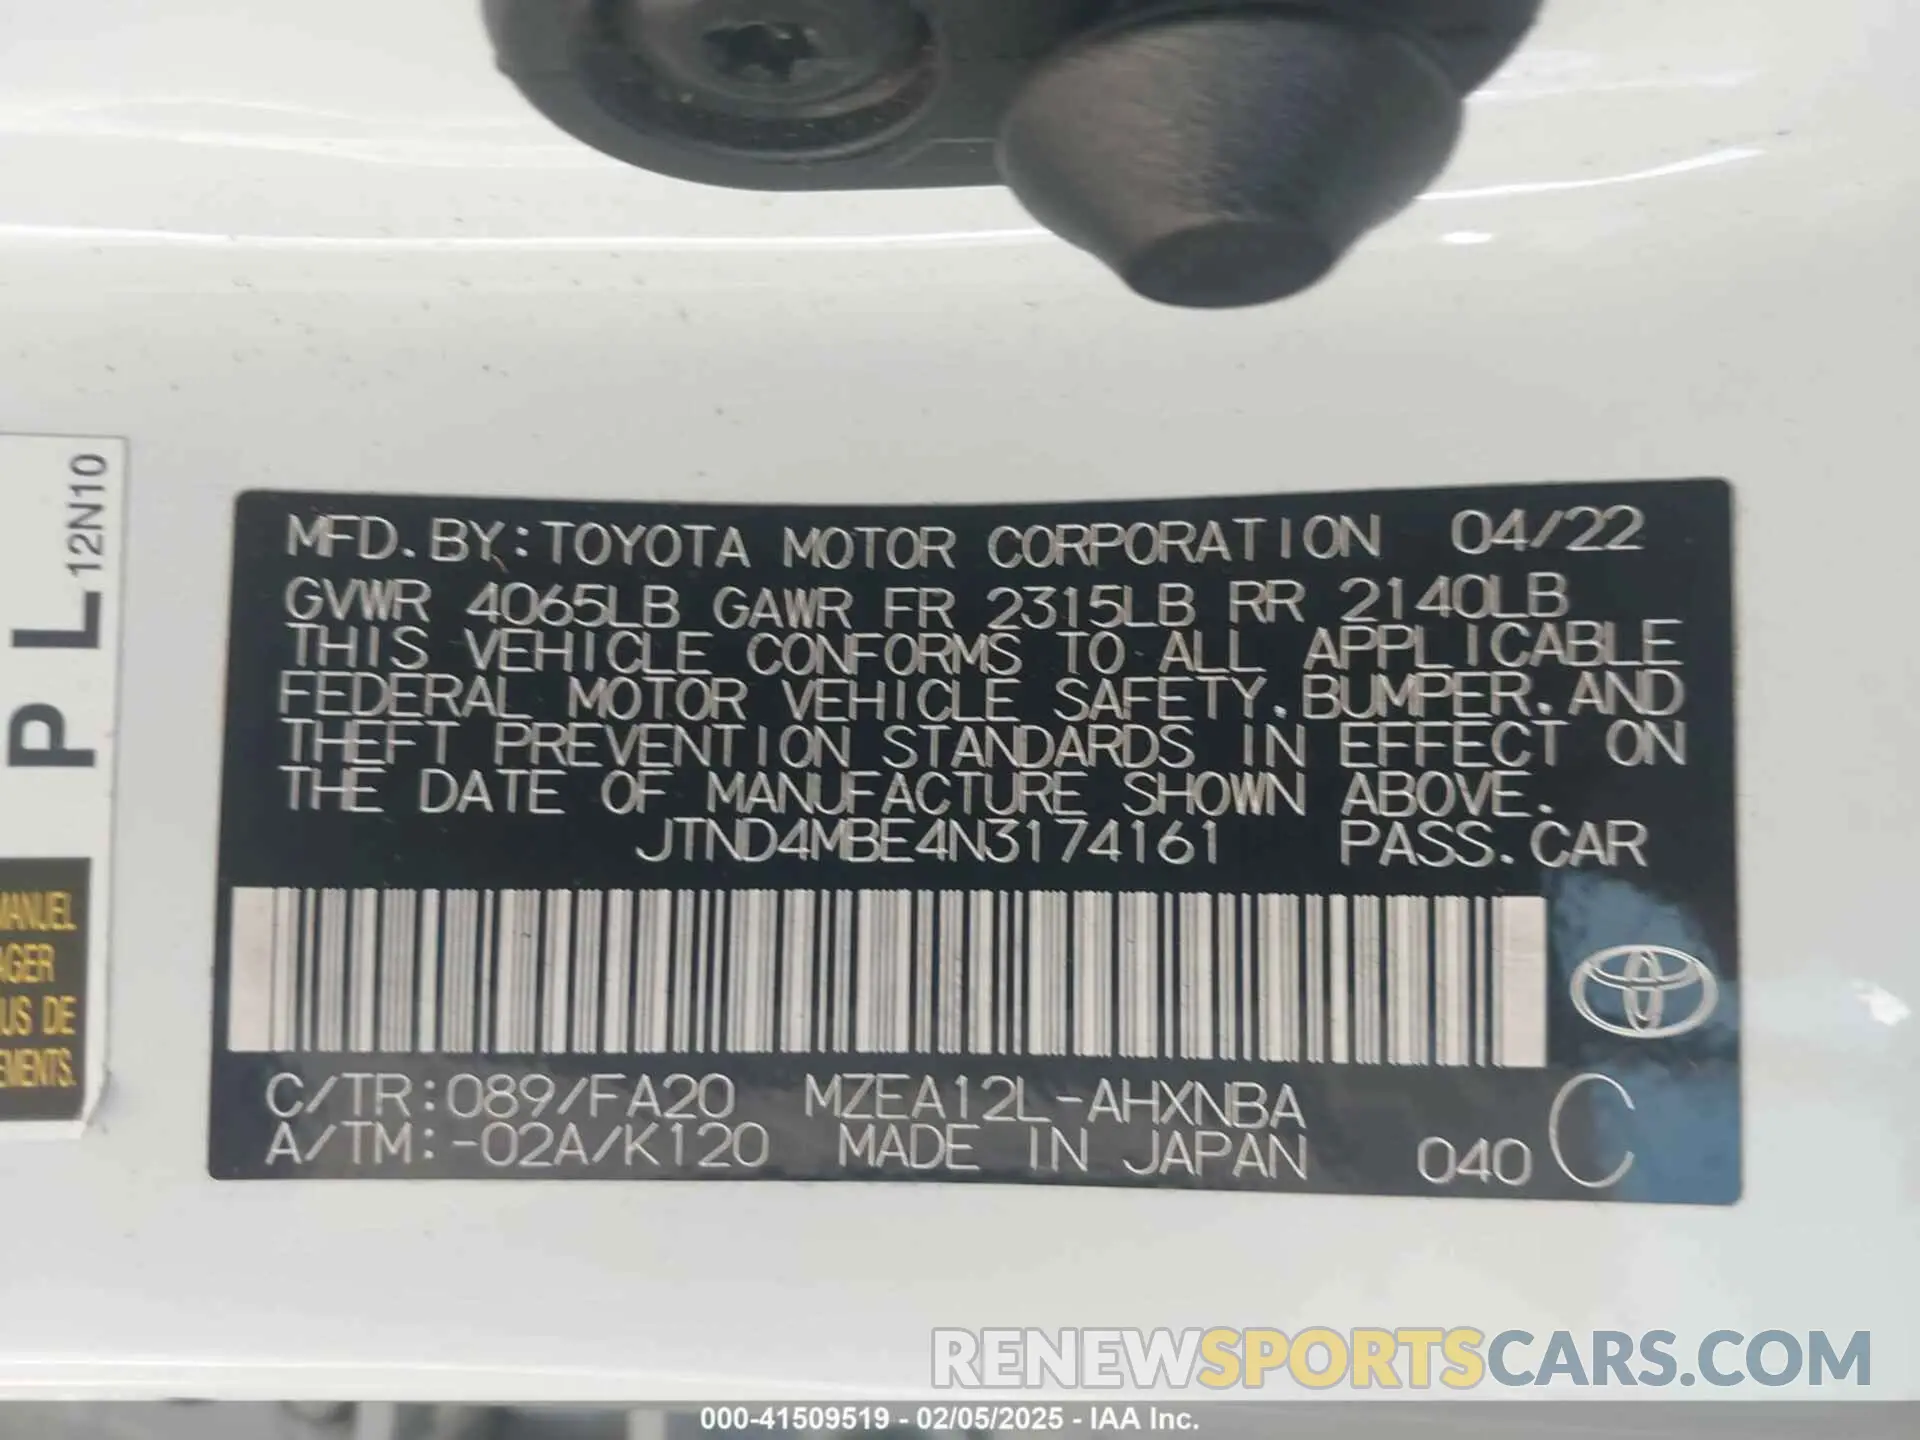 MFD. BY: TOYOTA MOTOR CORPORATION 04/22
GVWR 4065LB GAWR FR 2315LB RR 2140LB
THIS VEHICLE CONFORMS TO ALL APPLICABLE
FEDERAL MOTOR VEHICLE SAFETY, BUMPER, AND
THEFT PREVENTION STANDARDS IN EFFECT ON
THE DATE OF MANUFACTURE SHOWN ABOVE.
JTND4MBE4N3174161 PASS. CAR
C/TR: 089/FA20 MZEA12L-AHXNBA
A/TM: -02A/K120 MADE IN JAPAN 040 C
P L 12N10
MANUEL
AGER
US DE
EMENTS.
RENEWSPORTSCARS.COM
000-41509519 - 02/05/2025 - IAA Inc.